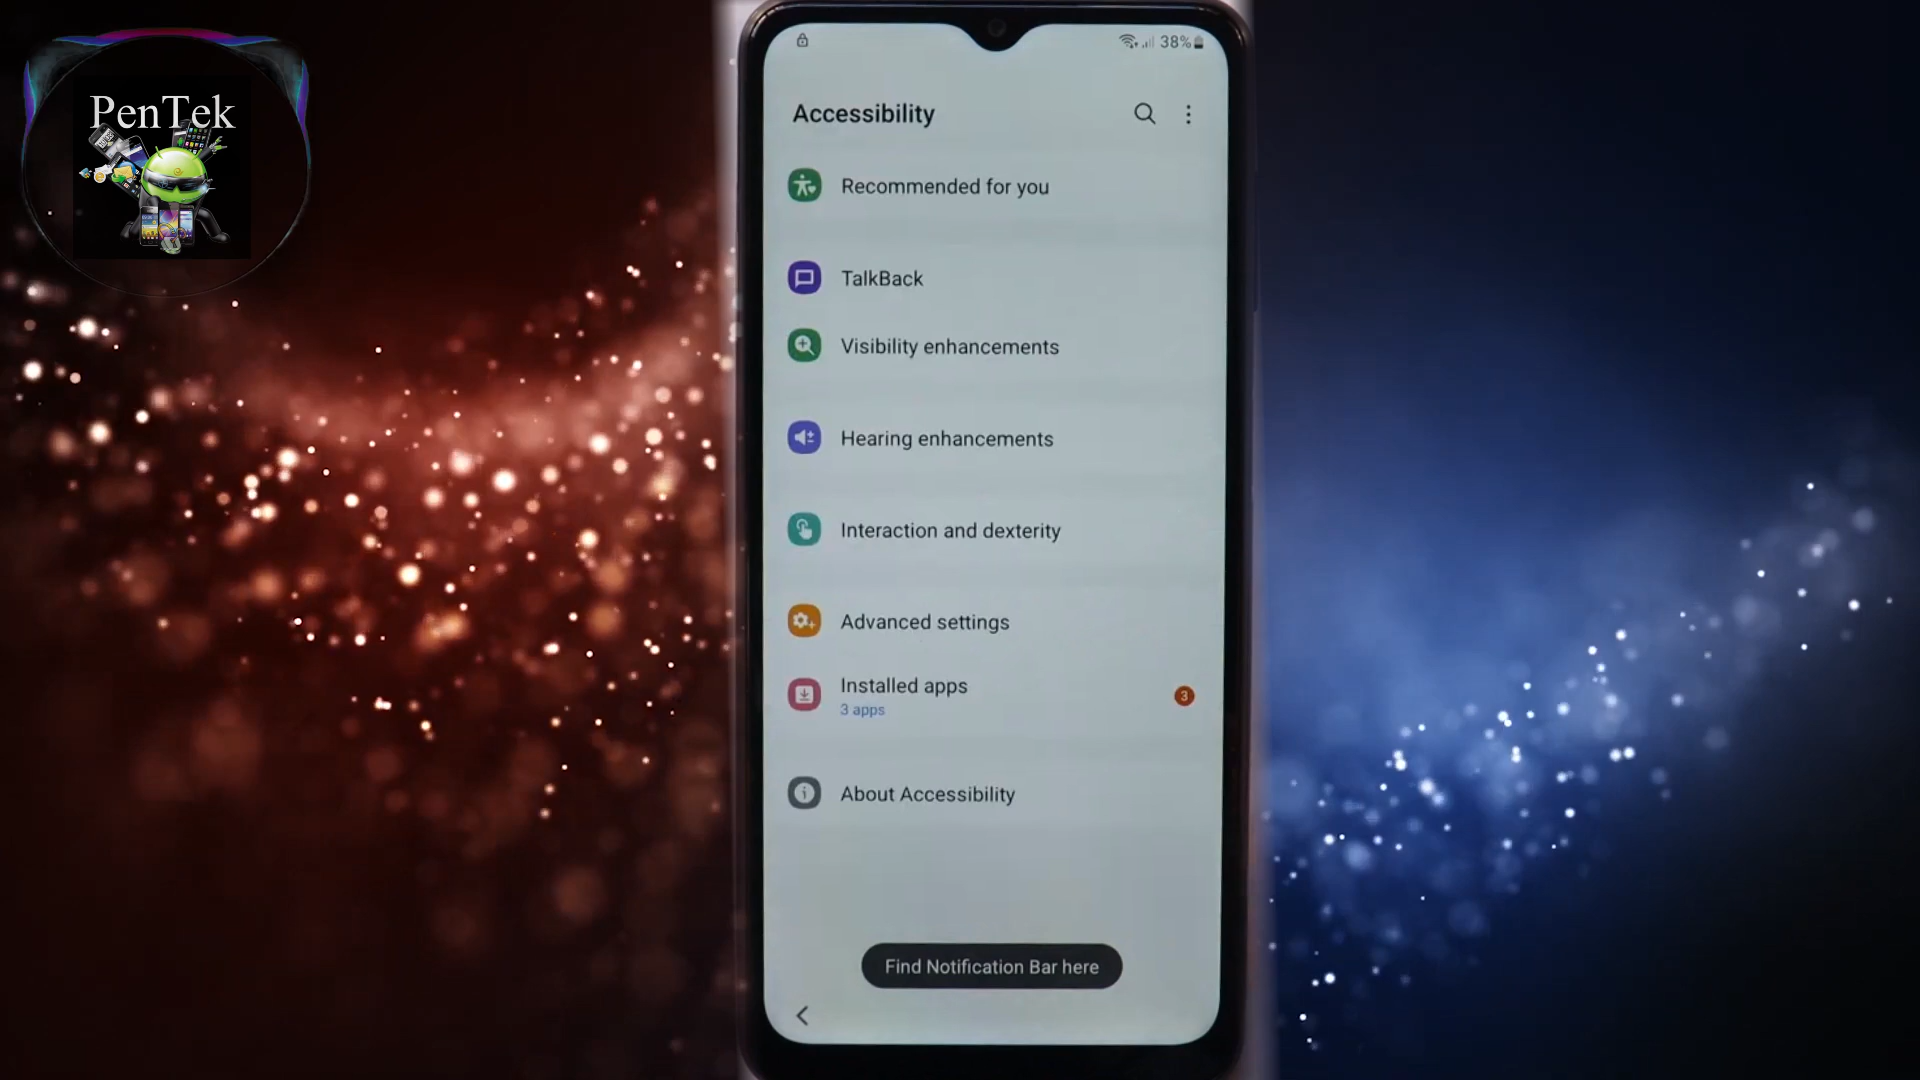 PenTek
38%
Accessibility
Recommended for you
TalkBack
Visibility enhancements
Hearing enhancements
Interaction and dexterity
Advanced settings
Installed apps
3 apps
3
About Accessibility
Find Notification Bar here